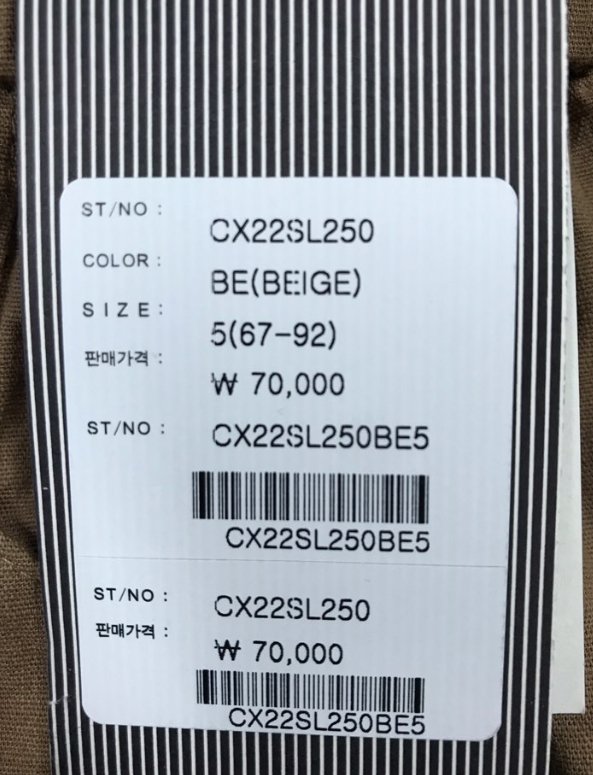 ST/NO : CX22SL250
COLOR : BE(BEIGE)
SIZE : 5(67-92)
판매가격 : ₩ 70,000
ST/NO : CX22SL250BE5
CX22SL250BE5
ST/NO : CX22SL250
판매가격 : ₩ 70,000
CX22SL250BE5